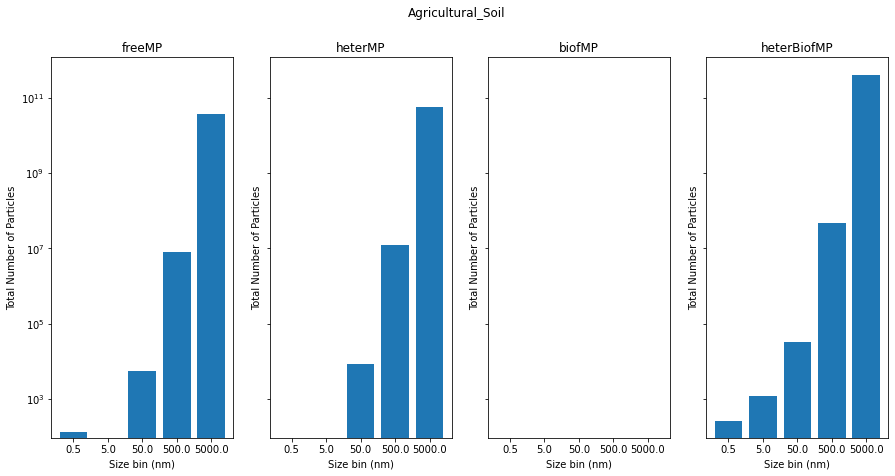 Agricultural_Soil
freeMP
heterMP
biofMP
heterBiofMP
Total Number of Particles
10^11
10^9
10^7
10^5
10^3
0.5 5.0 50.0 500.0 5000.0
Size bin (nm)
Total Number of Particles
0.5 5.0 50.0 500.0 5000.0
Size bin (nm)
Total Number of Particles
0.5 5.0 50.0 500.0 5000.0
Size bin (nm)
Total Number of Particles
0.5 5.0 50.0 500.0 5000.0
Size bin (nm)